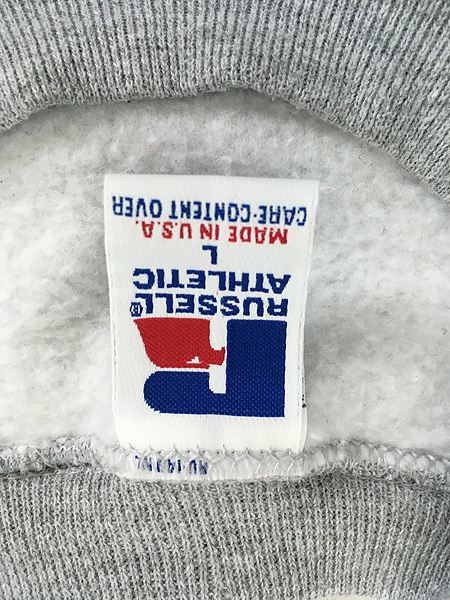 RUSSELL®
ATHLETIC
L
MADE IN U.S.A.
CARE-CONTENT OVER